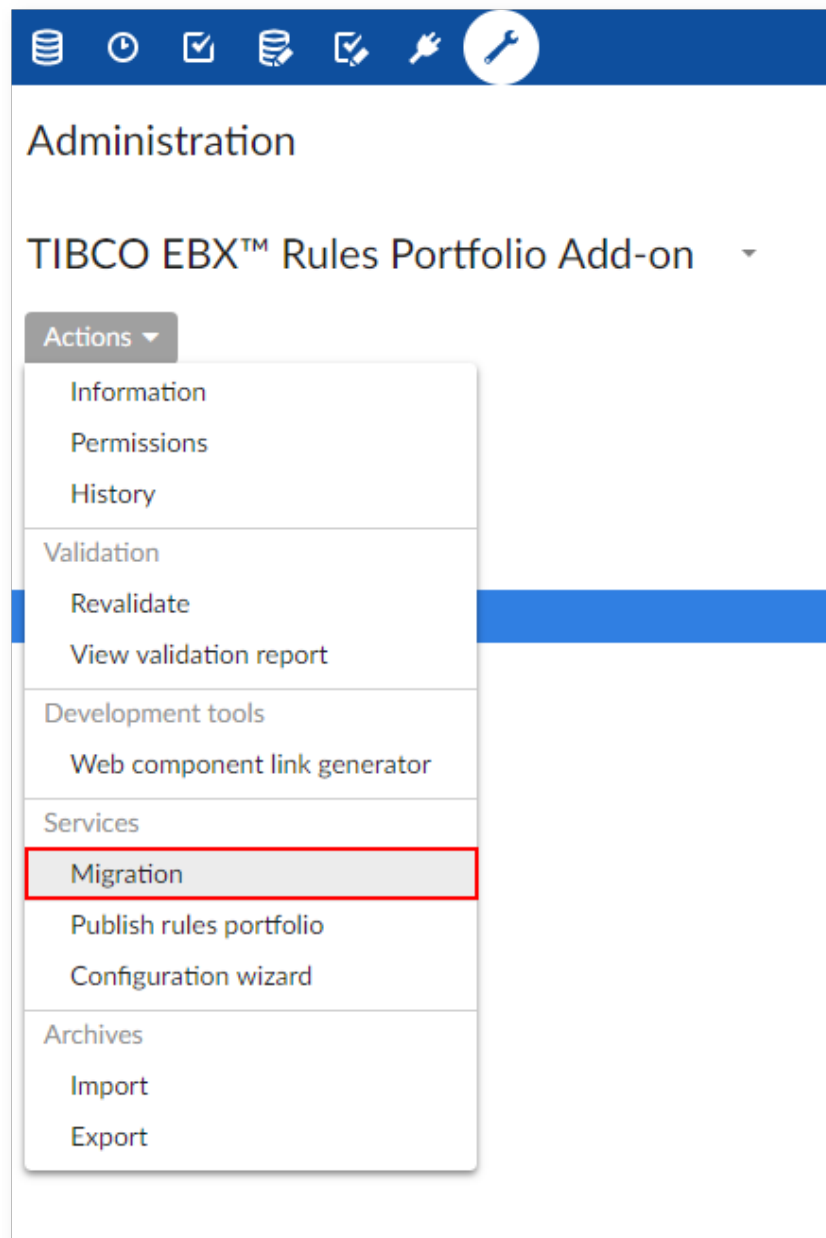 Administration
TIBCO EBX™ Rules Portfolio Add-on
Actions
Information
Permissions
History
Validation
Revalidate
View validation report
Development tools
Web component link generator
Services
Migration
Publish rules portfolio
Configuration wizard
Archives
Import
Export